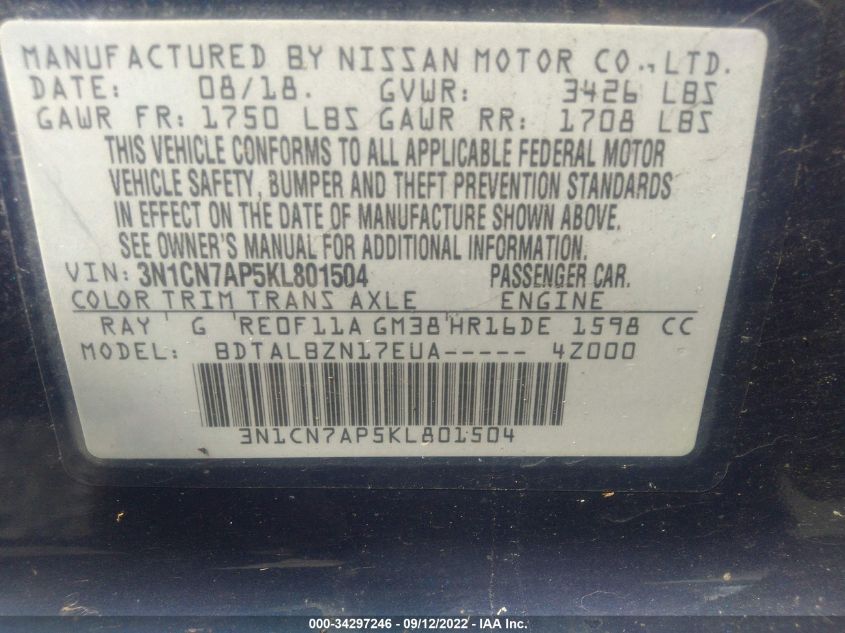 MANUFACTURED BY NISSAN MOTOR CO., LTD.
DATE: 08/18. GVWR: 3426 LBS
GAWR FR: 1750 LBS GAWR RR: 1708 LBS
THIS VEHICLE CONFORMS TO ALL APPLICABLE FEDERAL MOTOR
VEHICLE SAFETY, BUMPER AND THEFT PREVENTION STANDARDS
IN EFFECT ON THE DATE OF MANUFACTURE SHOWN ABOVE.
SEE OWNER'S MANUAL FOR ADDITIONAL INFORMATION.
VIN: 3N1CN7AP5KL801504 PASSENGER CAR.
COLOR TRIM TRANS AXLE ENGINE
RAY G RE0F11A GM38 HR16DE 1598 CC
MODEL: BDTALBZN17EUA----- 4Z000
3N1CN7AP5KL801504
000-34297246 - 09/12/2022 - IAA Inc.